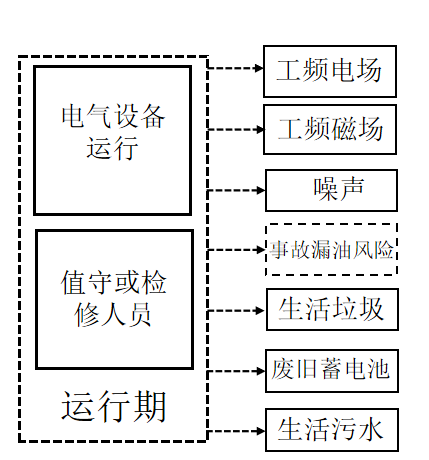 电气设备
运行
值守或检
修人员
运行期
工频电场
工频磁场
噪声
事故漏油风险
生活垃圾
废旧蓄电池
生活污水